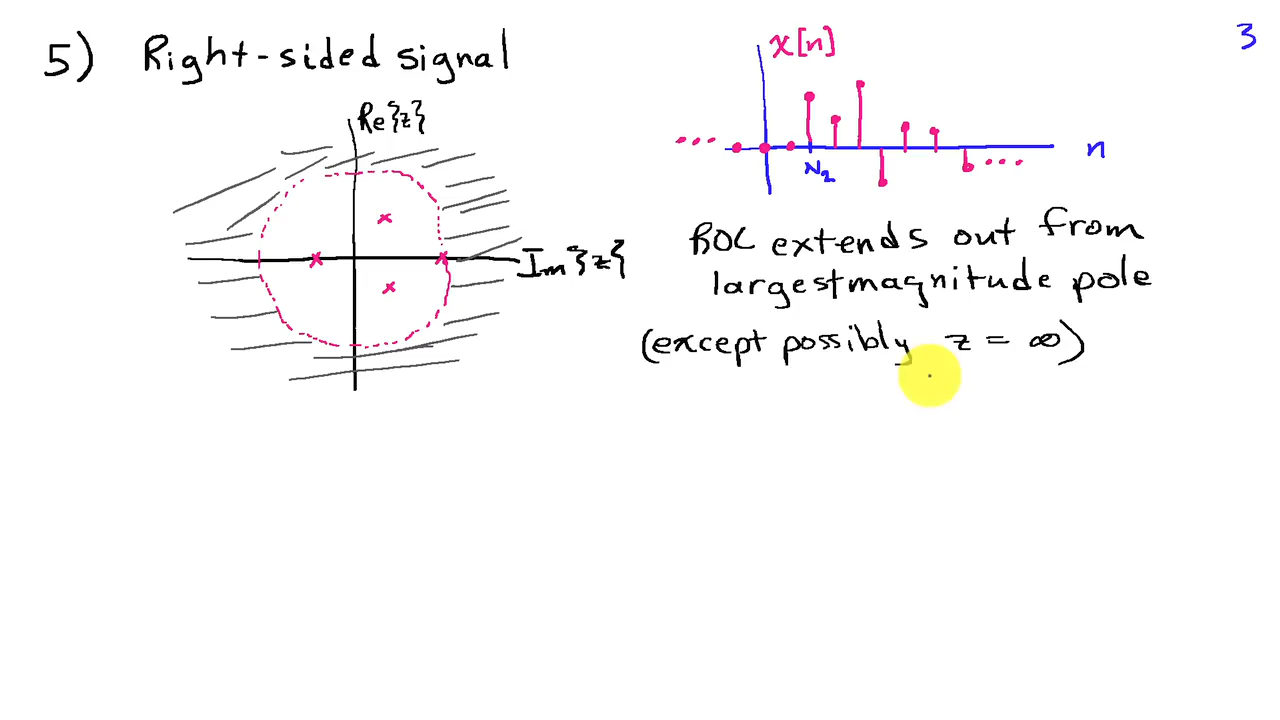 5) Right-sided signal
x[n]
3
Re{z}
...
n
N2
...
Im{z}
ROC extends out from
largest magnitude pole
(except possibly z = ∞)